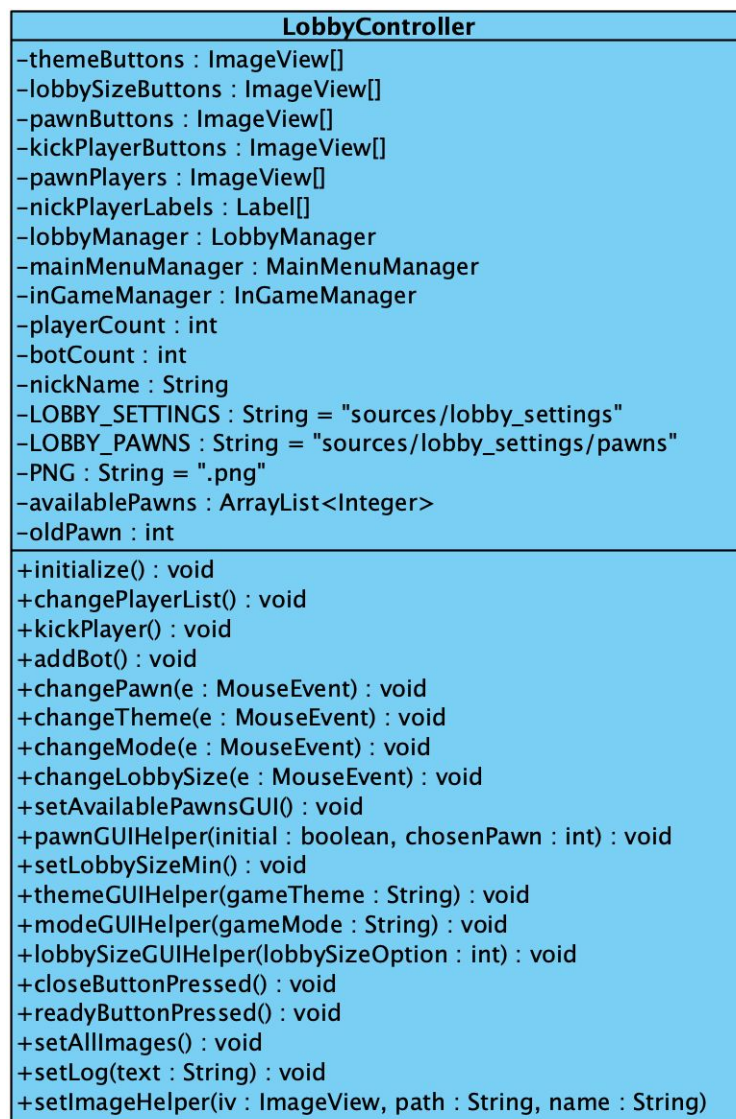 LobbyController
-themeButtons : ImageView[]
-lobbySizeButtons : ImageView[]
-pawnButtons : ImageView[]
-kickPlayerButtons : ImageView[]
-pawnPlayers : ImageView[]
-nickPlayerLabels : Label[]
-lobbyManager : LobbyManager
-mainMenuManager : MainMenuManager
-inGameManager : InGameManager
-playerCount : int
-botCount : int
-nickName : String
-LOBBY_SETTINGS : String = "sources/lobby_settings"
-LOBBY_PAWNS : String = "sources/lobby_settings/pawns"
-PNG : String = ".png"
-availablePawns : ArrayList<Integer>
-oldPawn : int
+initialize() : void
+changePlayerList() : void
+kickPlayer() : void
+addBot() : void
+changePawn(e : MouseEvent) : void
+changeTheme(e : MouseEvent) : void
+changeMode(e : MouseEvent) : void
+changeLobbySize(e : MouseEvent) : void
+setAvailablePawnsGUI() : void
+pawnGUIHelper(initial : boolean, chosenPawn : int) : void
+setLobbySizeMin() : void
+themeGUIHelper(gameTheme : String) : void
+modeGUIHelper(gameMode : String) : void
+lobbySizeGUIHelper(lobbySizeOption : int) : void
+closeButtonPressed() : void
+readyButtonPressed() : void
+setAllImages() : void
+setLog(text : String) : void
+setImageHelper(iv : ImageView, path : String, name : String)